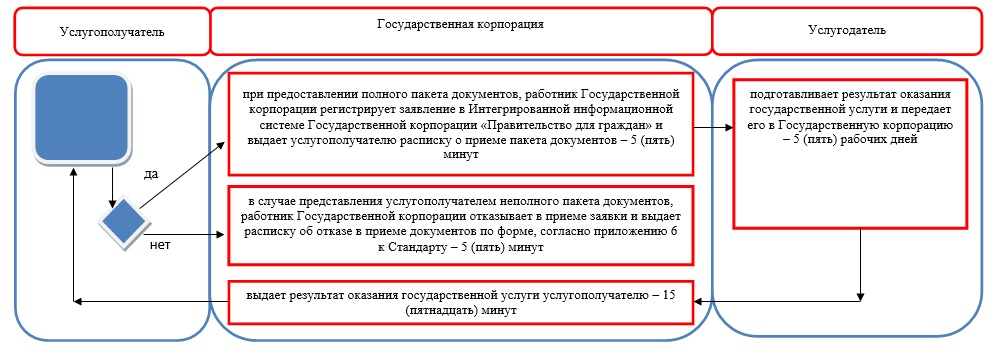 Услугополучатель
Государственная корпорация
Услугодатель
при предоставлении полного пакета документов, работник Государственной
корпорации регистрирует заявление в Интегрированной информационной
системе Государственной корпорации «Правительство для граждан» и
выдает услугополучателю расписку о приеме пакета документов – 5 (пять)
минут
подготавливает результат оказания
государственной услуги и передает
его в Государственную корпорацию
– 5 (пять) рабочих дней
да
в случае представления услугополучателем неполного пакета документов,
работник Государственной корпорации отказывает в приеме заявки и выдает
расписку об отказе в приеме документов по форме, согласно приложению 6
к Стандарту – 5 (пять) минут
нет
выдает результат оказания государственной услуги услугополучателю – 15
(пятнадцать) минут